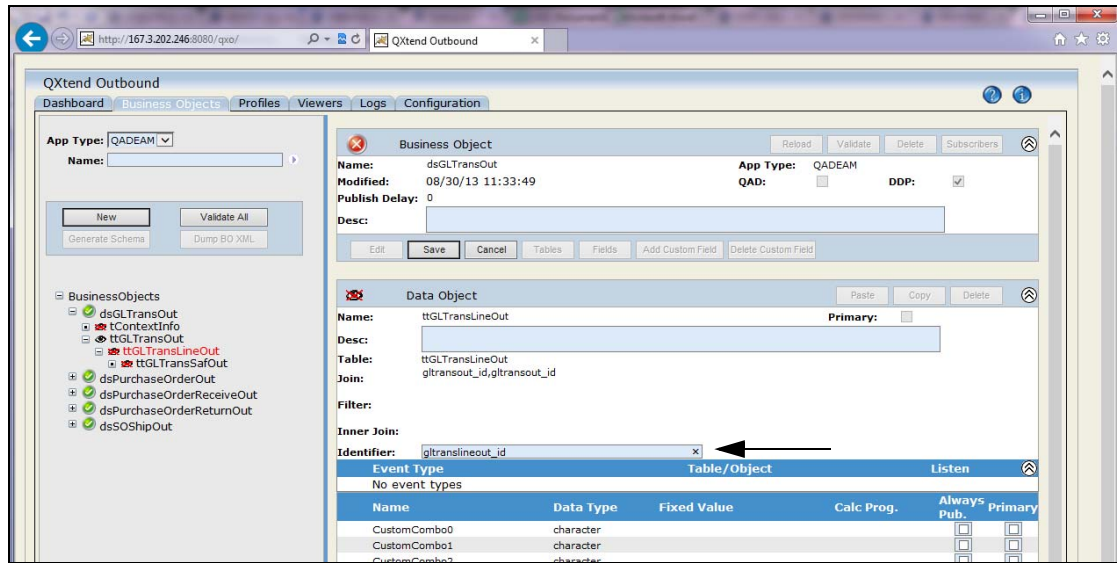 http://167.3.202.246:8080/qxo/
QXtend Outbound
QXtend Outbound
Dashboard Business Objects Profiles Viewers Logs Configuration
App Type: QADEAM
Name:
New Validate All
Generate Schema Dump BO XML
BusinessObjects
dsGLTransOut
tContextInfo
ttGLTransOut
ttGLTransLineOut
ttGLTransSafOut
dsPurchaseOrderOut
dsPurchaseOrderReceiveOut
dsPurchaseOrderReturnOut
dsSOShipOut
Business Object Reload Validate Delete Subscribers
Name: dsGLTransOut App Type: QADEAM
Modified: 08/30/13 11:33:49 QAD: DDP:
Publish Delay: 0
Desc:
Edit Save Cancel Tables Fields Add Custom Field Delete Custom Field
Data Object Paste Copy Delete
Name: ttGLTransLineOut Primary:
Desc:
Table: ttGLTransLineOut
Join: gltransout_id,gltransout_id
Filter:
Inner Join:
Identifier: gltranslineout_id
Event Type Table/Object Listen
No event types
Name Data Type Fixed Value Calc Prog. Always Pub. Primary
CustomCombo0 character
CustomCombo1 character
CustomCombo2 character